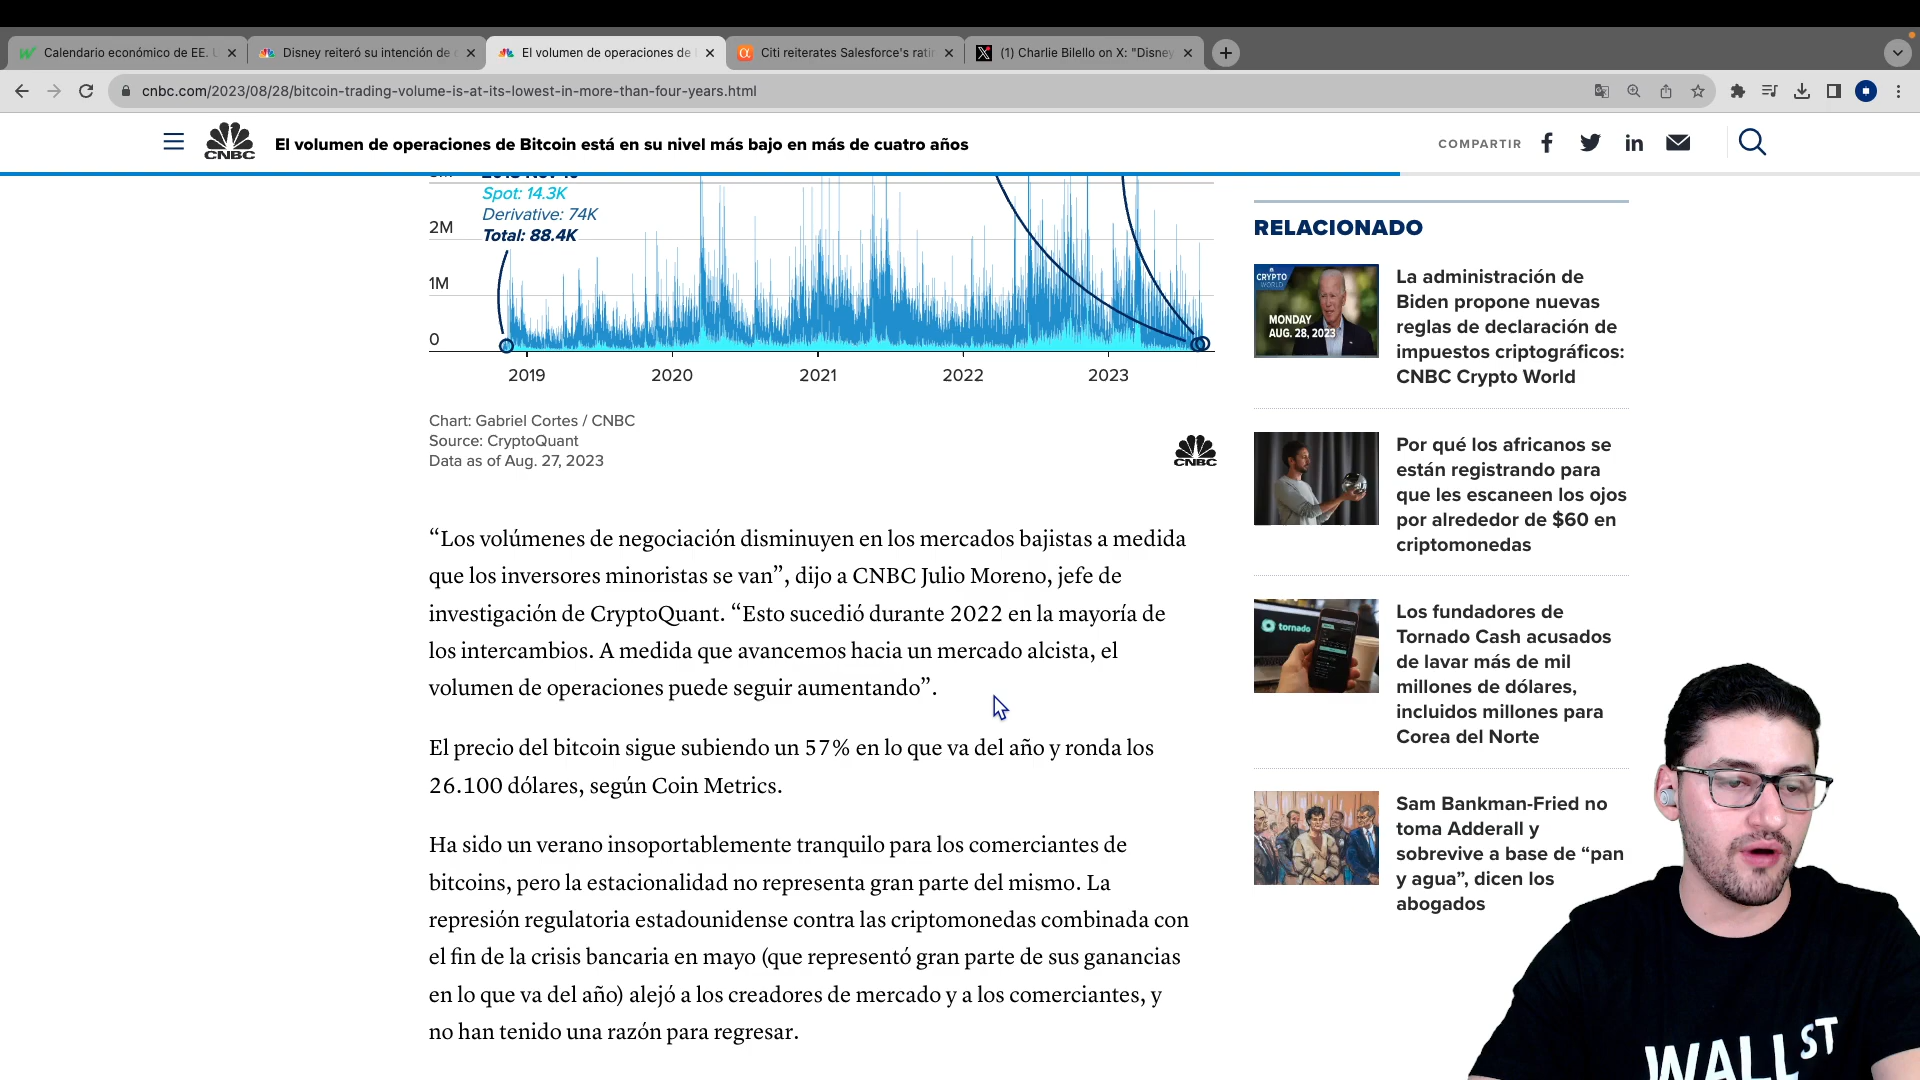 Calendario económico de EE. U
Disney reiteró su intención de
El volumen de operaciones de
Citi reiterates Salesforce's ratin
(1) Charlie Bilello on X: "Disney
cnbc.com/2023/08/28/bitcoin-trading-volume-is-at-its-lowest-in-more-than-four-years.html
CNBC
El volumen de operaciones de Bitcoin está en su nivel más bajo en más de cuatro años
COMPARTIR
Spot: 14.3K
Derivative: 74K
Total: 88.4K
2M
1M
0
2019
2020
2021
2022
2023
Chart: Gabriel Cortes / CNBC
Source: CryptoQuant
Data as of Aug. 27, 2023
CNBC
“Los volúmenes de negociación disminuyen en los mercados bajistas a medida
que los inversores minoristas se van”, dijo a CNBC Julio Moreno, jefe de
investigación de CryptoQuant. “Esto sucedió durante 2022 en la mayoría de
los intercambios. A medida que avancemos hacia un mercado alcista, el
volumen de operaciones puede seguir aumentando”.
El precio del bitcoin sigue subiendo un 57% en lo que va del año y ronda los
26.100 dólares, según Coin Metrics.
Ha sido un verano insoportablemente tranquilo para los comerciantes de
bitcoins, pero la estacionalidad no representa gran parte del mismo. La
represión regulatoria estadounidense contra las criptomonedas combinada con
el fin de la crisis bancaria en mayo (que representó gran parte de sus ganancias
en lo que va del año) alejó a los creadores de mercado y a los comerciantes, y
no han tenido una razón para regresar.
RELACIONADO
CRYPTO
WORLD
MONDAY
AUG. 28, 2023
La administración de
Biden propone nuevas
reglas de declaración de
impuestos criptográficos:
CNBC Crypto World
Por qué los africanos se
están registrando para
que les escaneen los ojos
por alrededor de $60 en
criptomonedas
tornado
Los fundadores de
Tornado Cash acusados
de lavar más de mil
millones de dólares,
incluidos millones para
Corea del Norte
Sam Bankman-Fried no
toma Adderall y
sobrevive a base de “pan
y agua”, dicen los
abogados
WALL ST